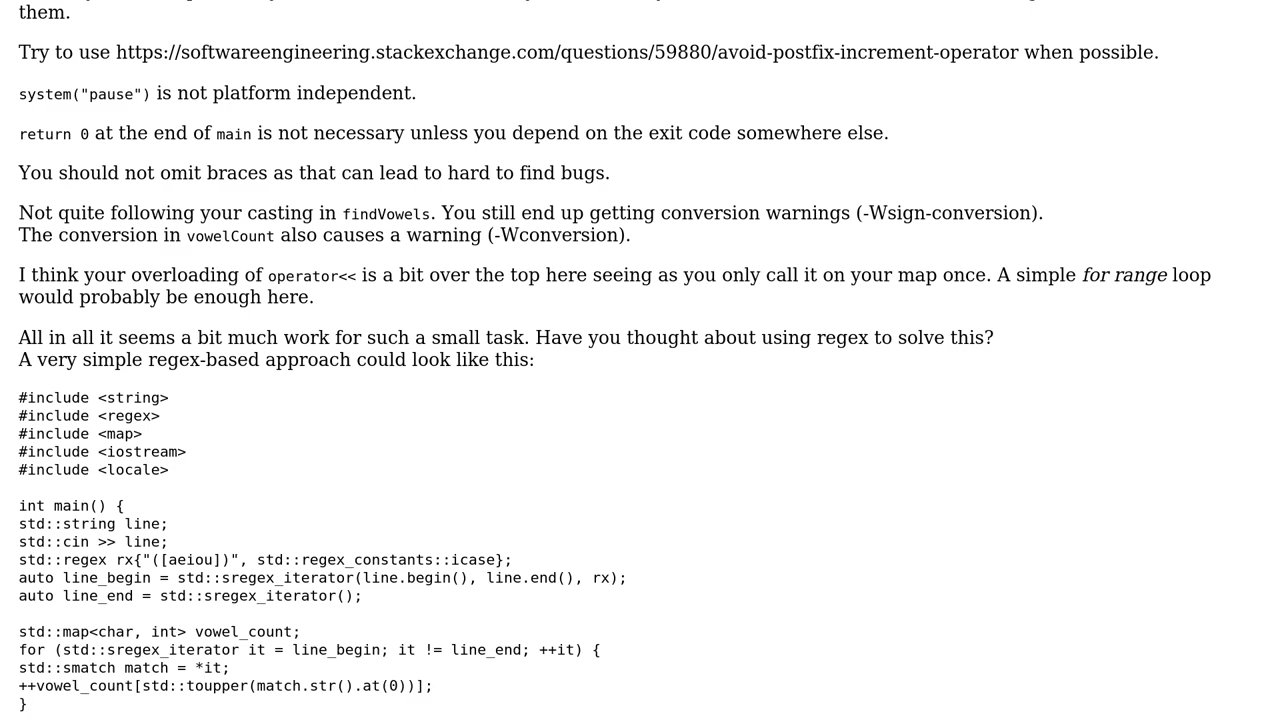 them.
Try to use https://softwareengineering.stackexchange.com/questions/59880/avoid-postfix-increment-operator when possible.
system("pause") is not platform independent.
return 0 at the end of main is not necessary unless you depend on the exit code somewhere else.
You should not omit braces as that can lead to hard to find bugs.
Not quite following your casting in findVowels. You still end up getting conversion warnings (-Wsign-conversion).
The conversion in vowelCount also causes a warning (-Wconversion).
I think your overloading of operator<< is a bit over the top here seeing as you only call it on your map once. A simple for range loop
would probably be enough here.
All in all it seems a bit much work for such a small task. Have you thought about using regex to solve this?
A very simple regex-based approach could look like this:
#include <string>
#include <regex>
#include <map>
#include <iostream>
#include <locale>
int main() {
std::string line;
std::cin >> line;
std::regex rx{"([aeiou])", std::regex_constants::icase};
auto line_begin = std::sregex_iterator(line.begin(), line.end(), rx);
auto line_end = std::sregex_iterator();
std::map<char, int> vowel_count;
for (std::sregex_iterator it = line_begin; it != line_end; ++it) {
std::smatch match = *it;
++vowel_count[std::toupper(match.str().at(0))];
}